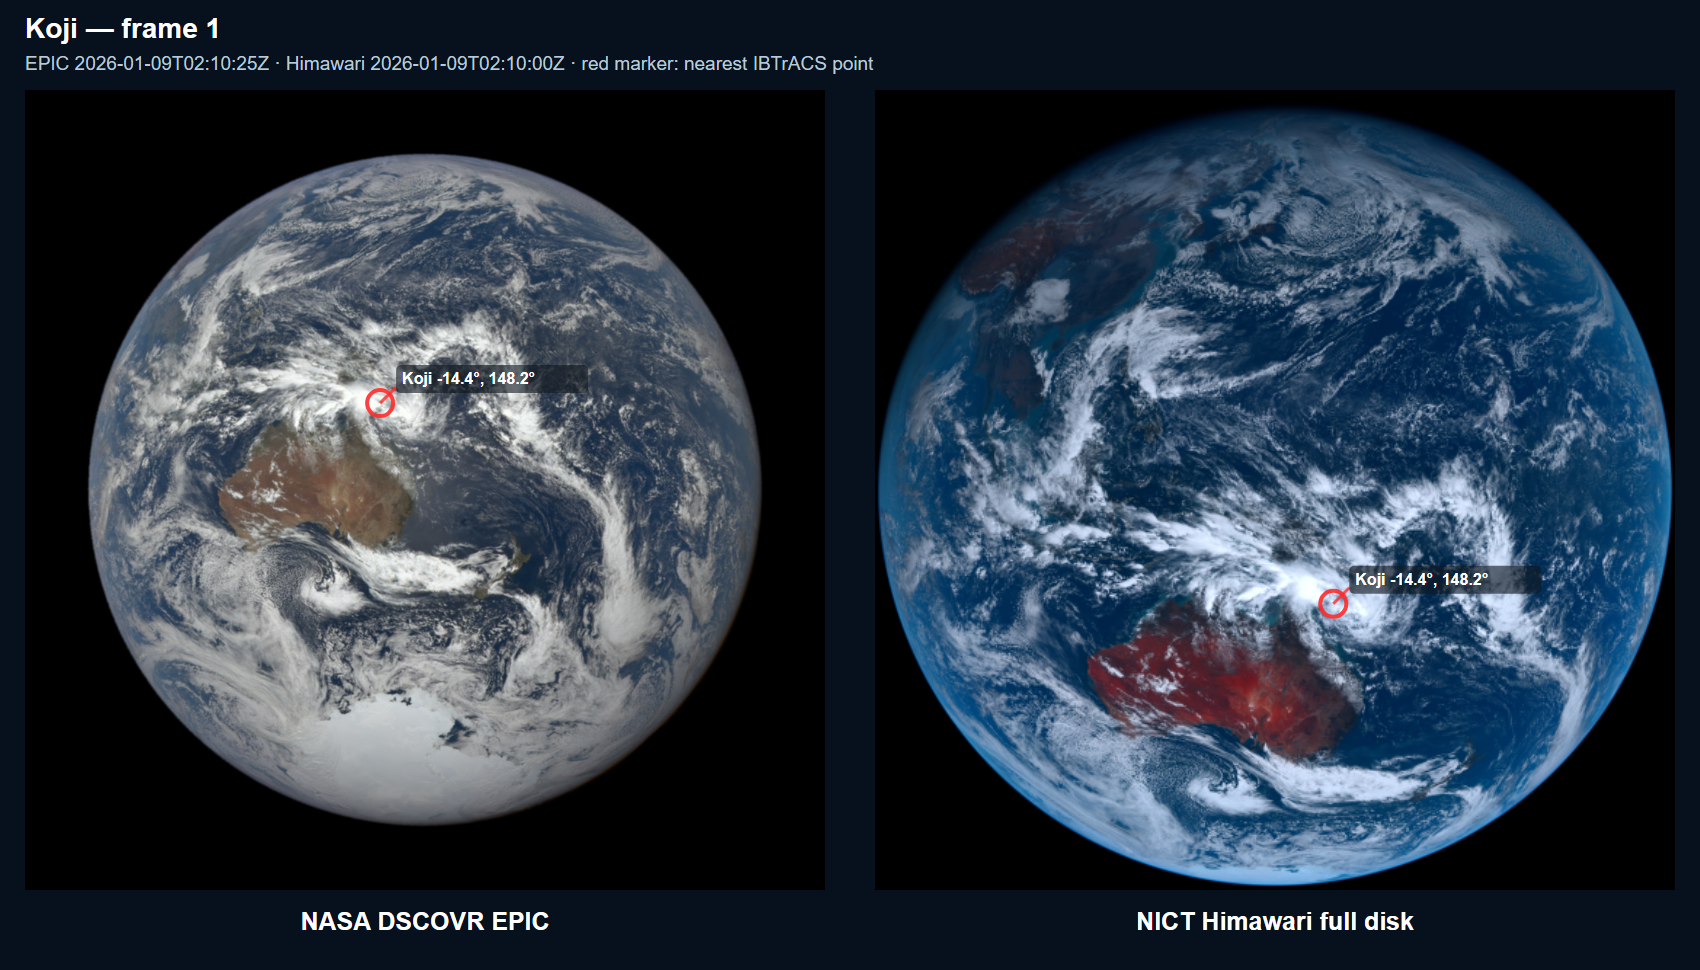 Koji — frame 1
EPIC 2026-01-09T02:10:25Z · Himawari 2026-01-09T02:10:00Z · red marker: nearest IBTrACS point
Koji -14.4°, 148.2°
Koji -14.4°, 148.2°
NASA DSCOVR EPIC
NICT Himawari full disk